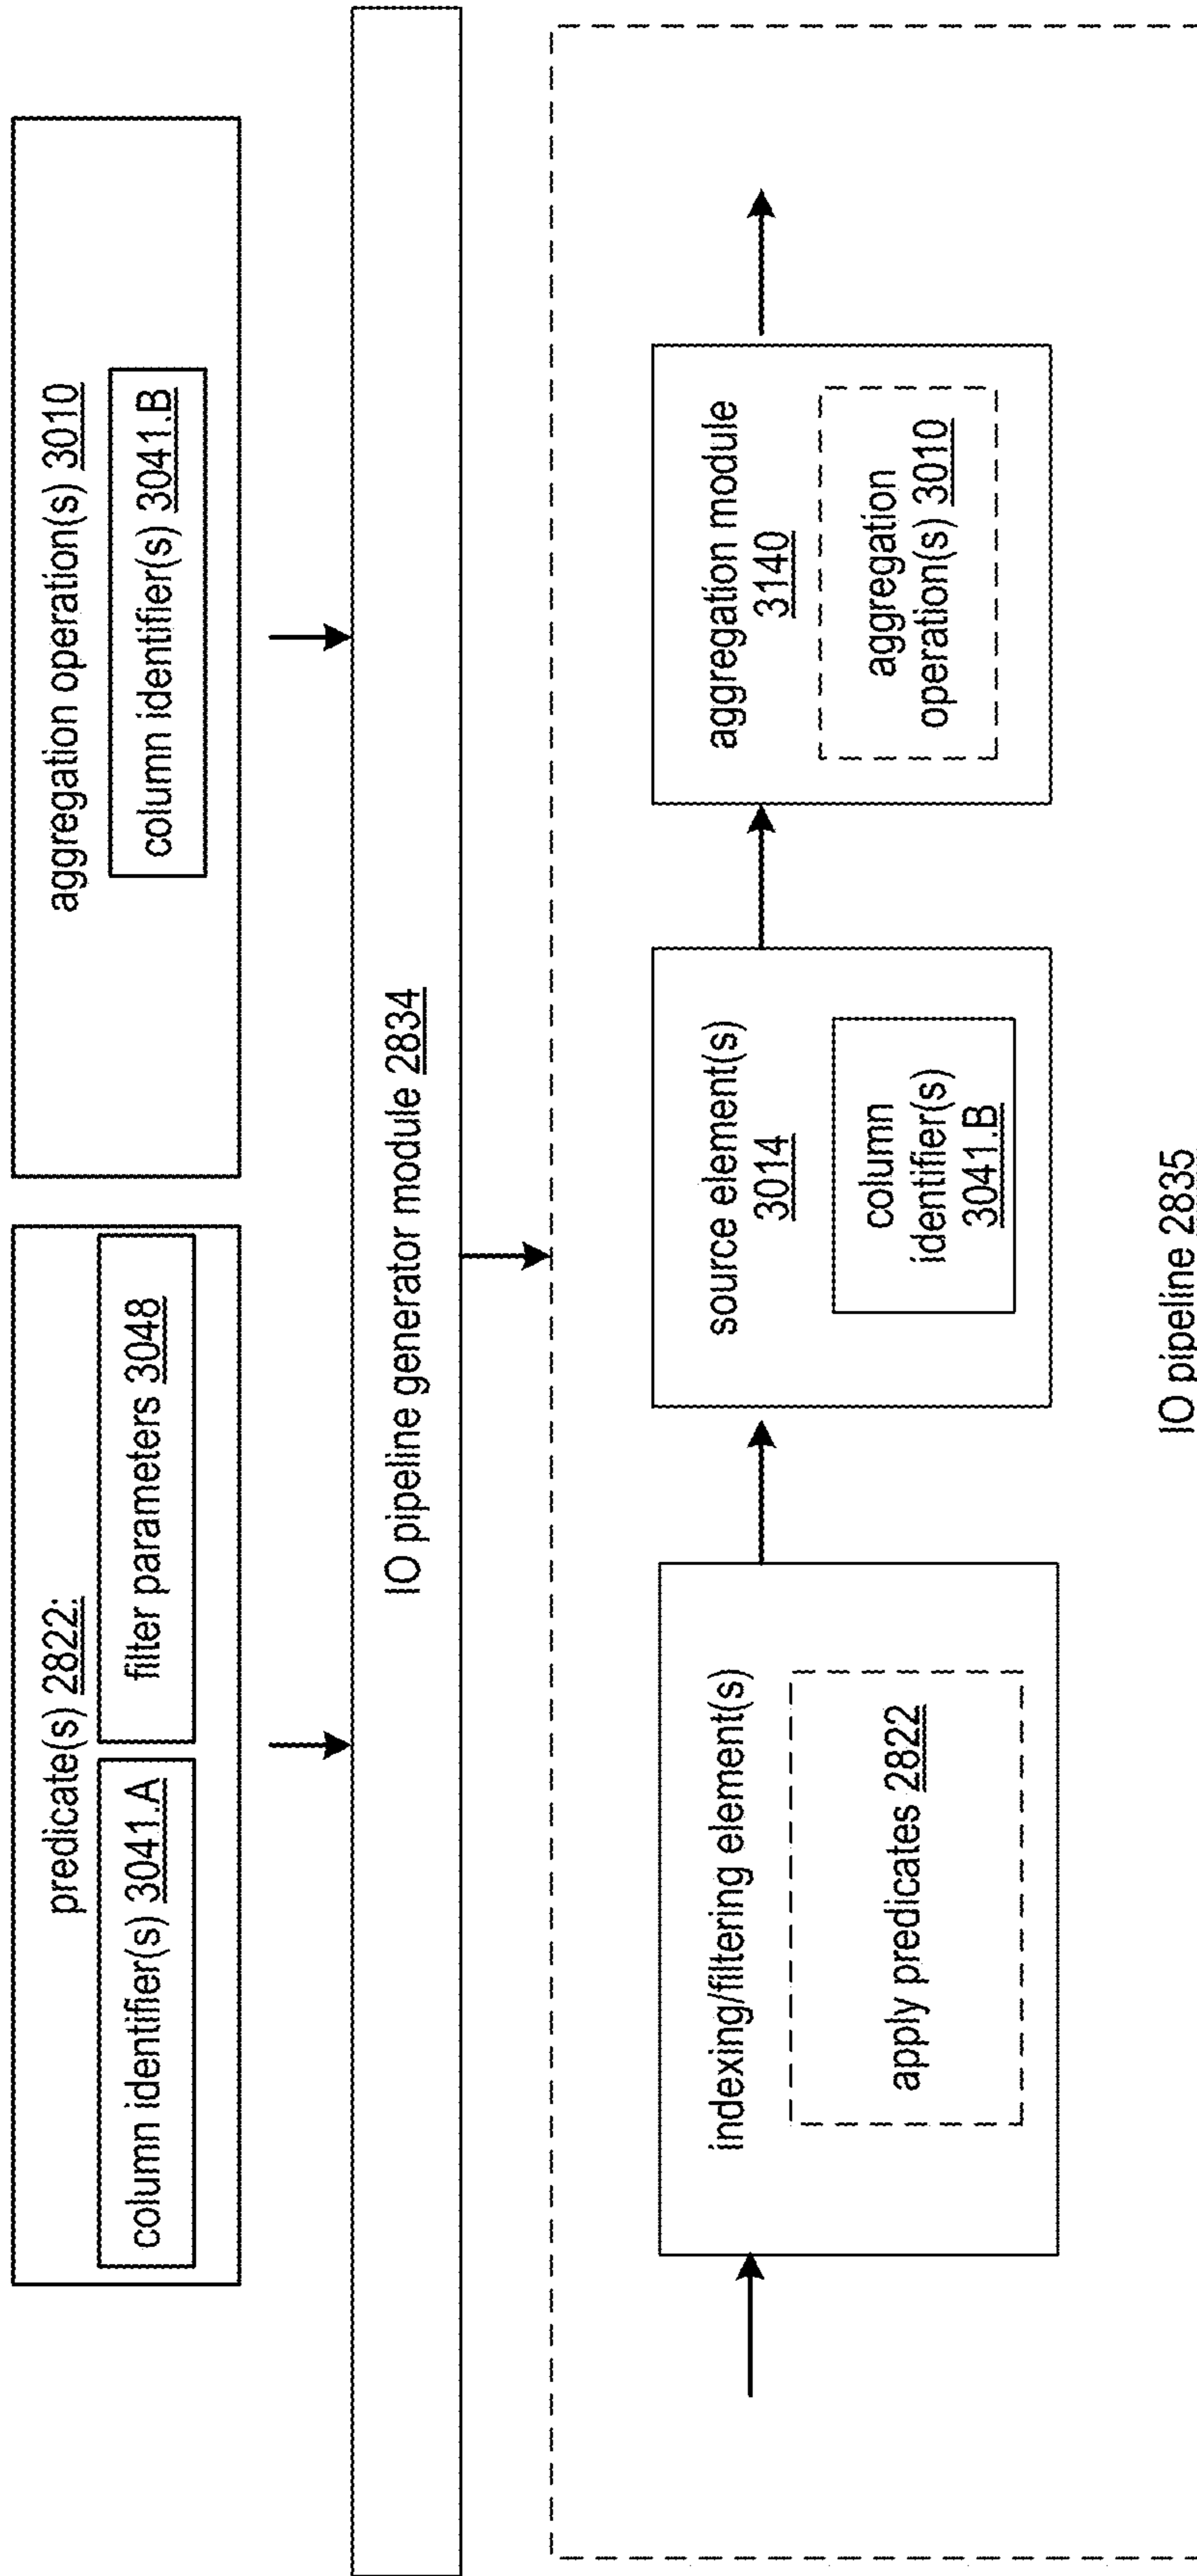 predicate(s) 2822:
column identifier(s) 3041.A
filter parameters 3048
aggregation operation(s) 3010
column identifier(s) 3041.B
IO pipeline generator module 2834
indexing/filtering element(s)
apply predicates 2822
source element(s)
3014
column
identifier(s)
3041.B
aggregation module
3140
aggregation
operation(s) 3010
IO pipeline 2835